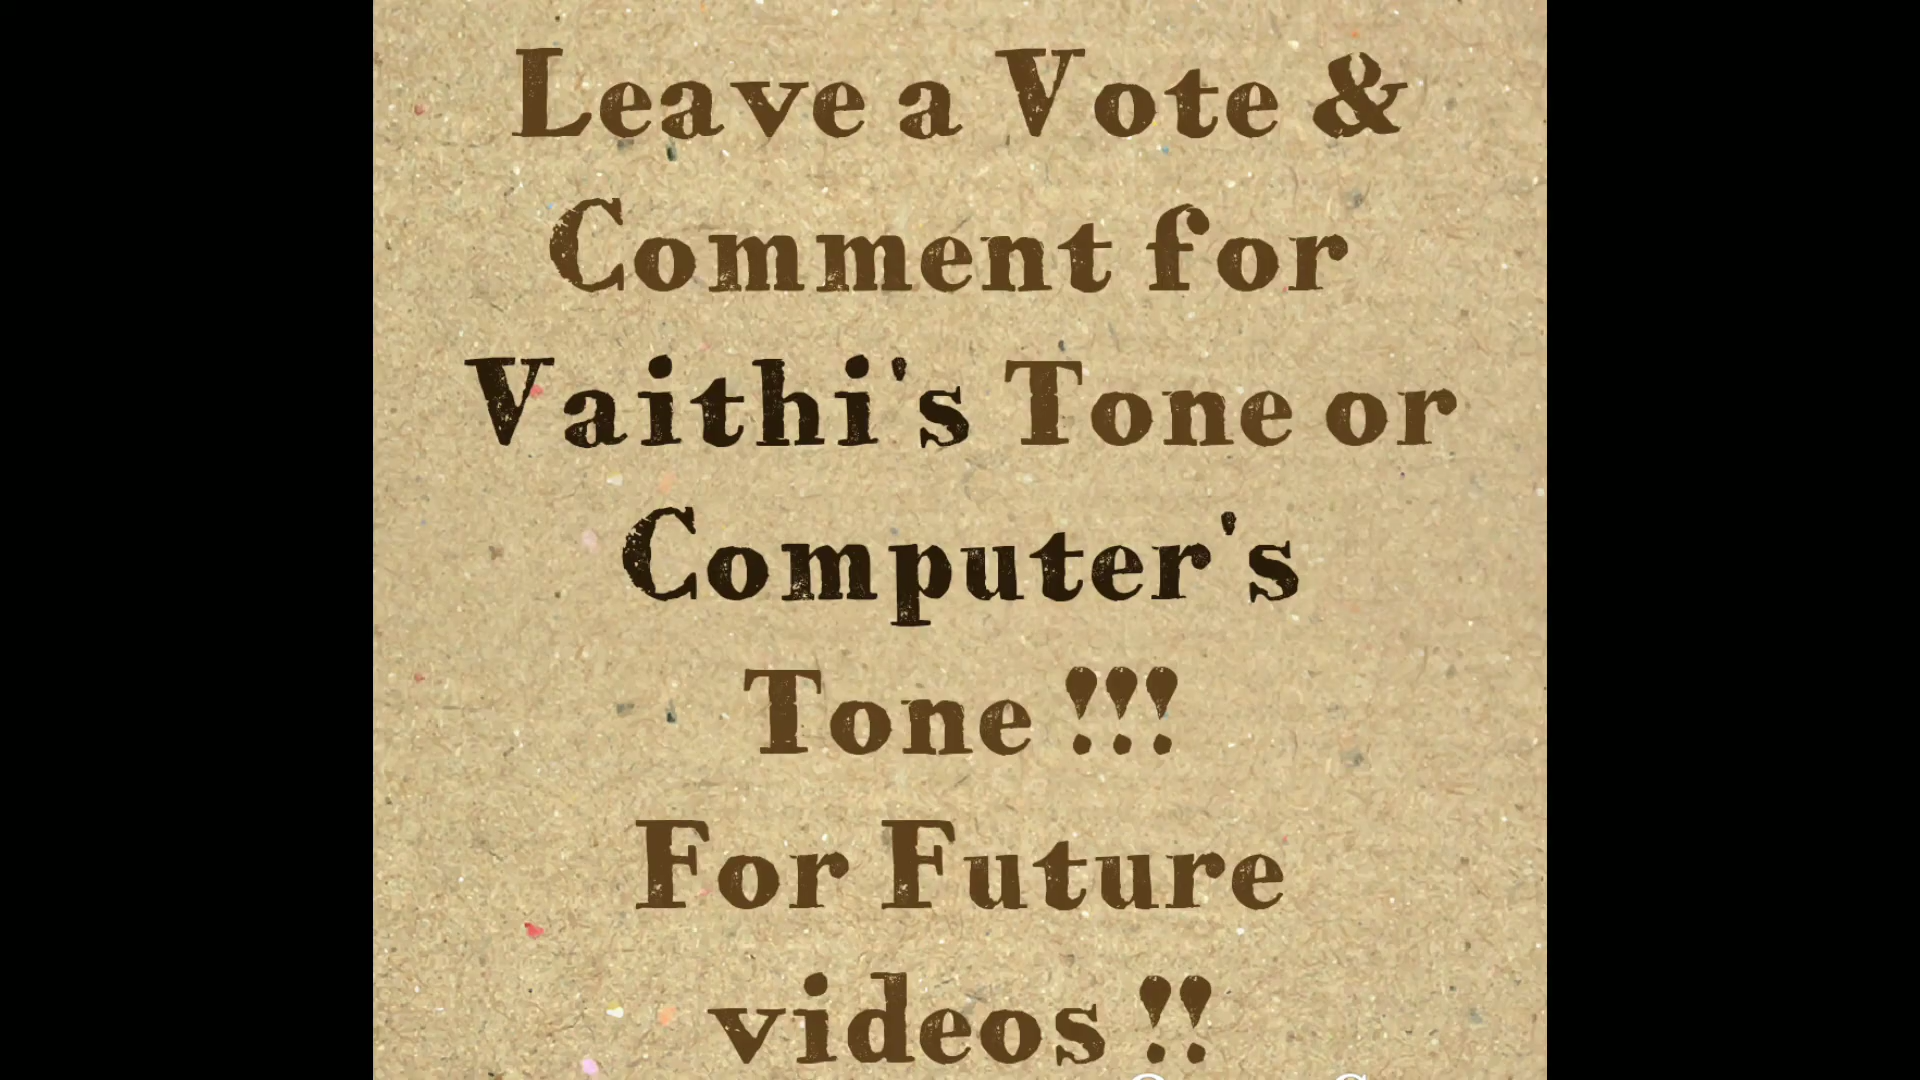 Leave a Vote &
Comment for
Vaithi's Tone or
Computer's
Tone !!!
For Future
videos !!